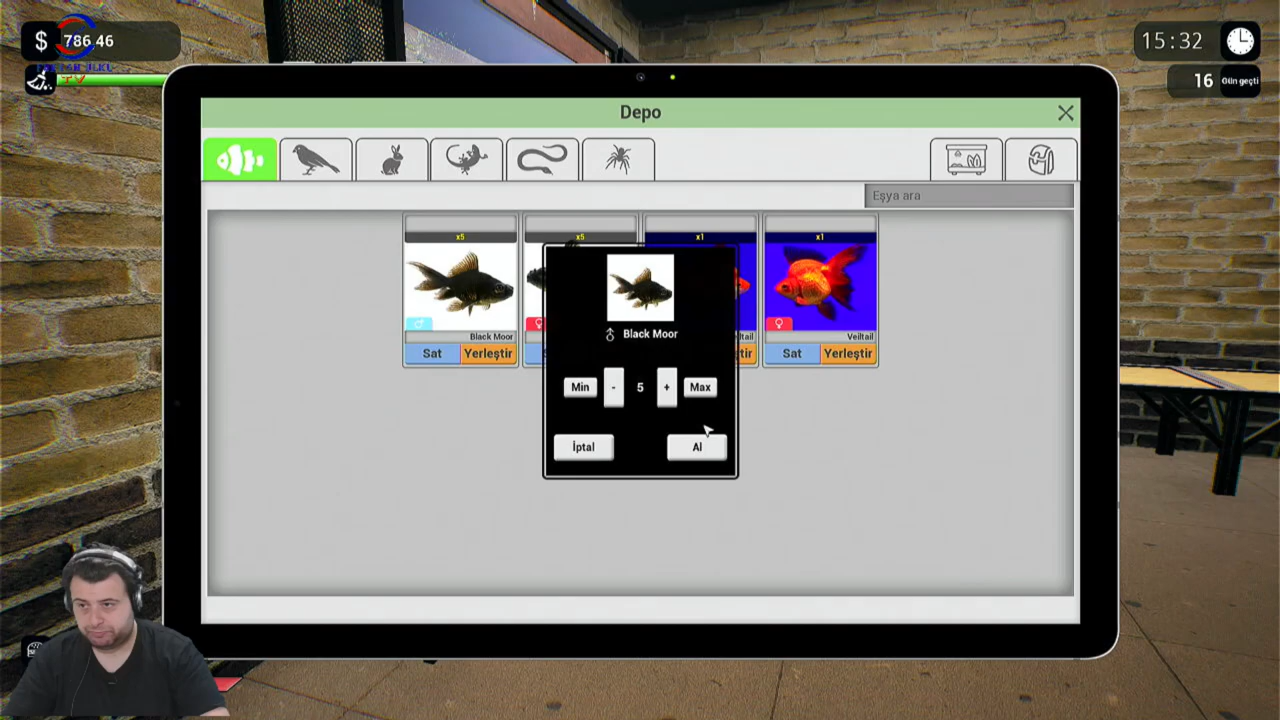 $ 786.46
TV
15:32
16 Gün geçti
Depo
Eşya ara
x5
x5
x1
x1
Black Moor
Veiltail
Sat
Yerleştir
Sat
Yerleştir
Black Moor
Min
-
5
+
Max
İptal
Al